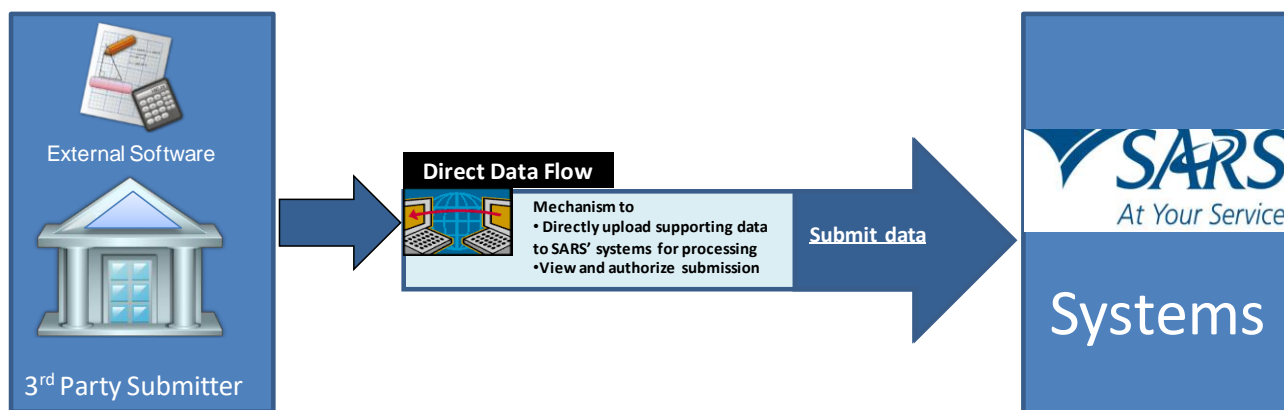 External Software
3rd Party Submitter
Direct Data Flow
Mechanism to
• Directly upload supporting data
to SARS’ systems for processing
•View and authorize submission
Submit data
SARS
At Your Service
Systems